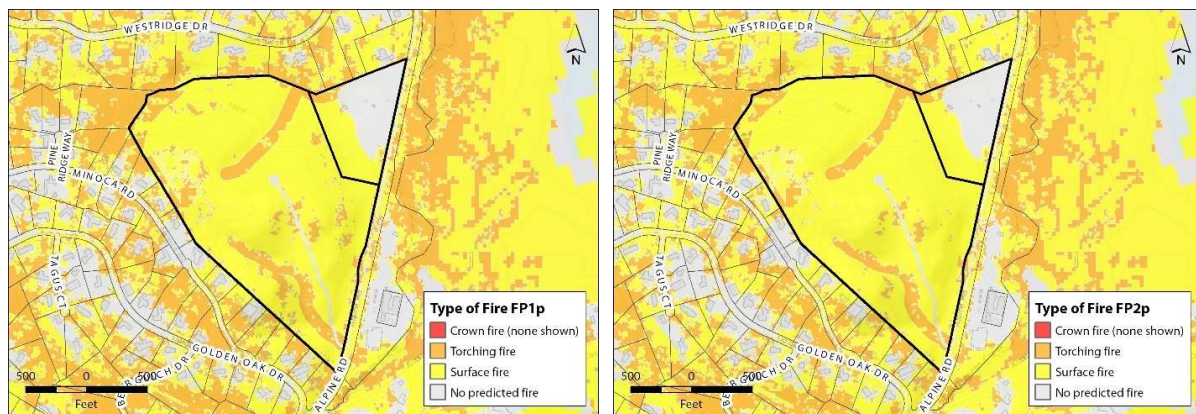 WESTRIDGE DR
N
PINE
RIDGE WAY
MINOCA RD
TAGUS CT
GOLDEN OAK DR
ALPINE RD
500 0 500
Feet
Type of Fire FP1p
Crown fire (none shown)
Torching fire
Surface fire
No predicted fire
WESTRIDGE DR
N
PINE
RIDGE WAY
MINOCA RD
TAGUS CT
GOLDEN OAK DR
ALPINE RD
500 0 500
Feet
Type of Fire FP2p
Crown fire (none shown)
Torching fire
Surface fire
No predicted fire